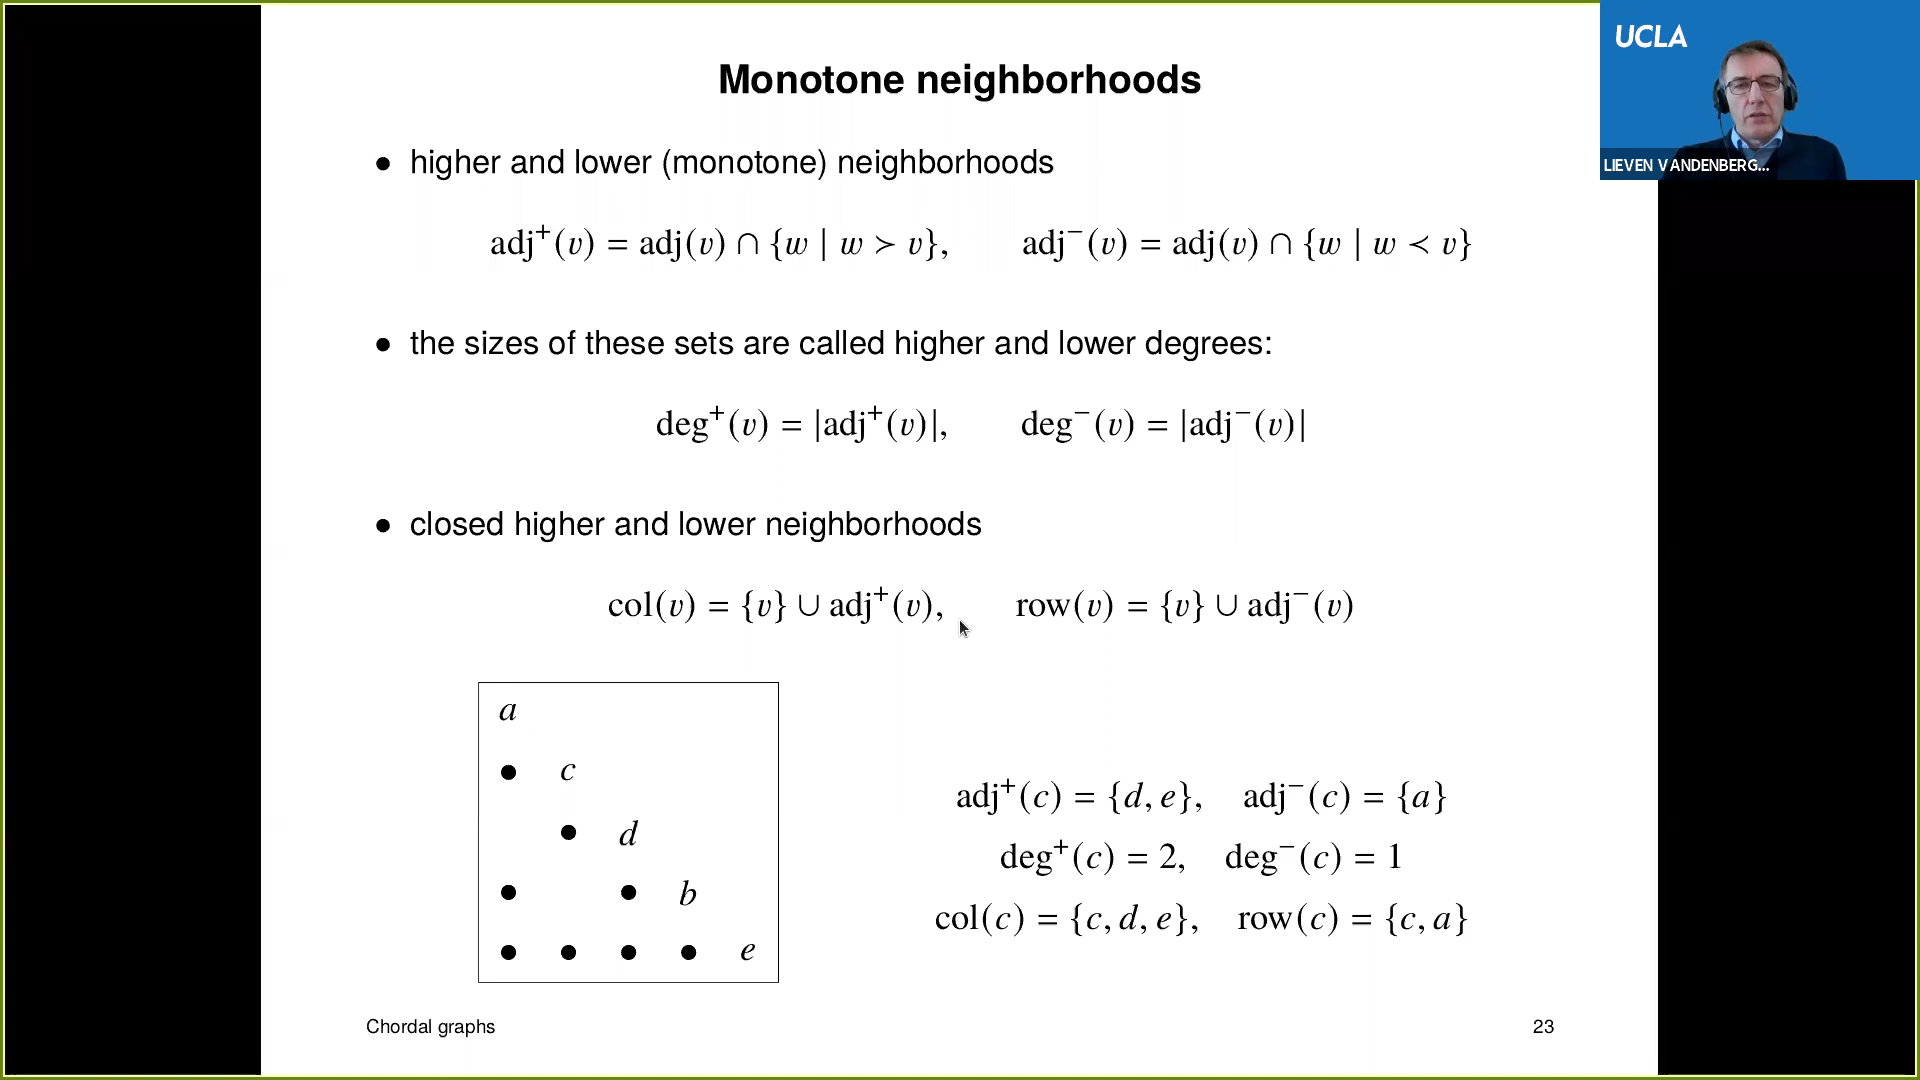 Monotone neighborhoods
UCLA
LIEVEN VANDENBERG...
• higher and lower (monotone) neighborhoods
adj⁺(v) = adj(v) ∩ {w | w ≻ v}, adj⁻(v) = adj(v) ∩ {w | w ≺ v}
• the sizes of these sets are called higher and lower degrees:
deg⁺(v) = |adj⁺(v)|, deg⁻(v) = |adj⁻(v)|
• closed higher and lower neighborhoods
col(v) = {v} ∪ adj⁺(v), row(v) = {v} ∪ adj⁻(v)
a
• c
• d
• • b
• • • • e
adj⁺(c) = {d, e}, adj⁻(c) = {a}
deg⁺(c) = 2, deg⁻(c) = 1
col(c) = {c, d, e}, row(c) = {c, a}
Chordal graphs
23